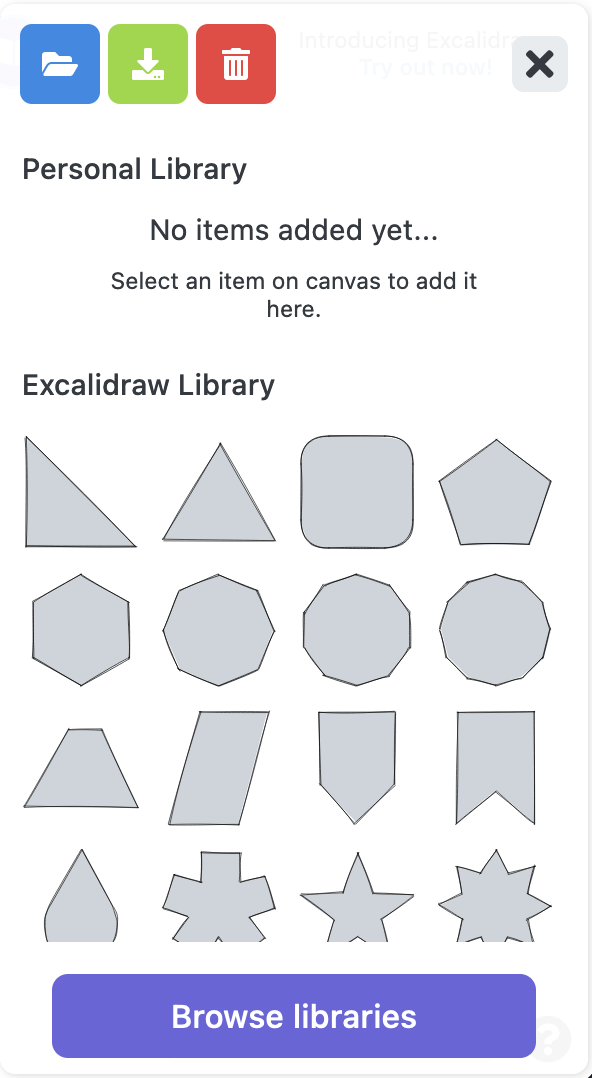 Introducing Excalidra
Try out now!
Personal Library
No items added yet...
Select an item on canvas to add it
here.
Excalidraw Library
Browse libraries
?